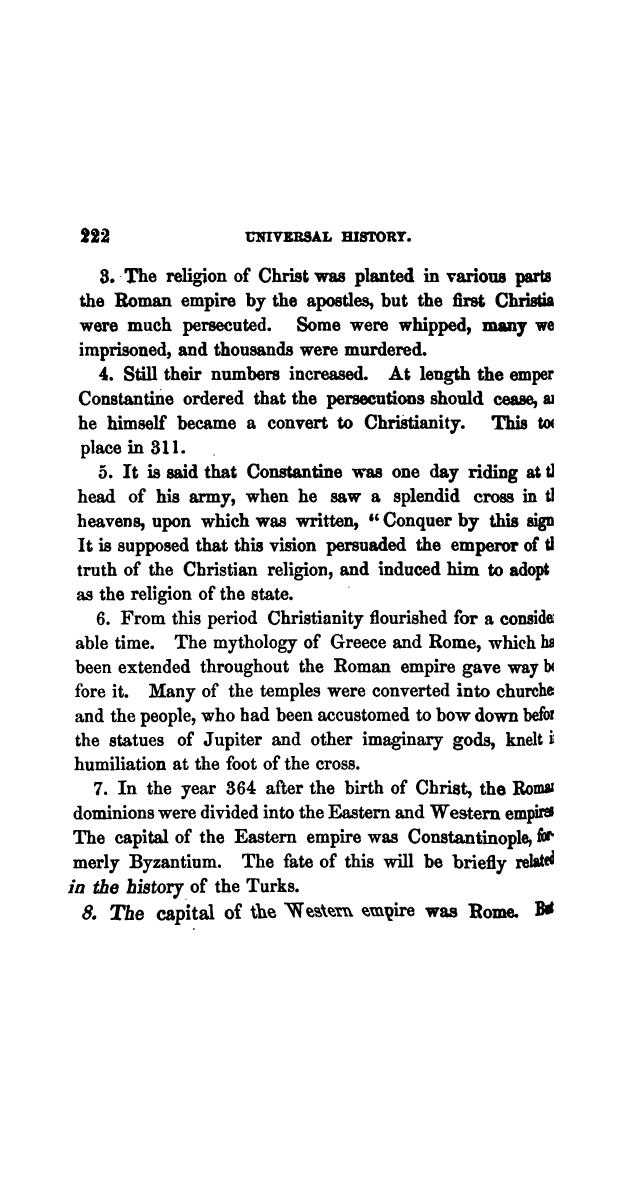 222 UNIVERSAL HISTORY.
3. The religion of Christ was planted in various parts
the Roman empire by the apostles, but the first Christia
were much persecuted. Some were whipped, many we
imprisoned, and thousands were murdered.
4. Still their numbers increased. At length the emper
Constantine ordered that the persecutions should cease, a
he himself became a convert to Christianity. This to
place in 311.
5. It is said that Constantine was one day riding at t
head of his army, when he saw a splendid cross in t
heavens, upon which was written, “Conquer by this sign
It is supposed that this vision persuaded the emperor of t
truth of the Christian religion, and induced him to adopt
as the religion of the state.
6. From this period Christianity flourished for a consider
able time. The mythology of Greece and Rome, which ha
been extended throughout the Roman empire gave way b
fore it. Many of the temples were converted into churche
and the people, who had been accustomed to bow down befor
the statues of Jupiter and other imaginary gods, knelt i
humiliation at the foot of the cross.
7. In the year 364 after the birth of Christ, the Roman
dominions were divided into the Eastern and Western empires
The capital of the Eastern empire was Constantinople, for-
merly Byzantium. The fate of this will be briefly related
in the history of the Turks.
8. The capital of the Western empire was Rome. But